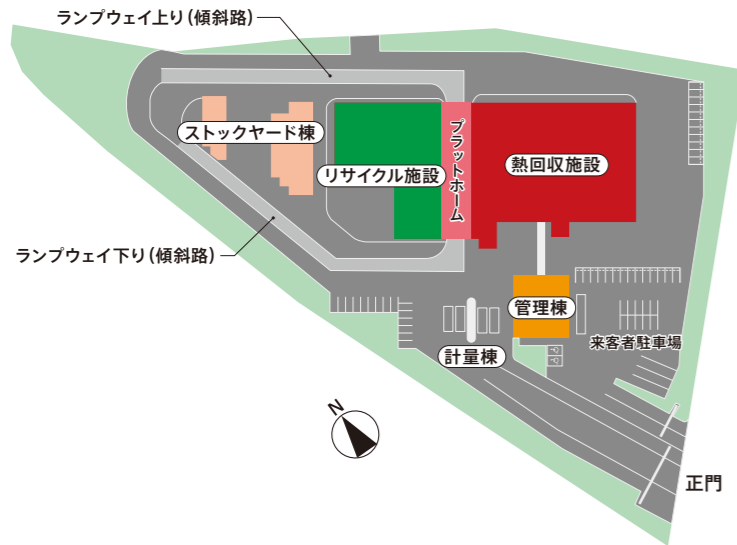 ランプウェイ上り(傾斜路)
ストックヤード棟
リサイクル施設
プラットホーム
熱回収施設
ランプウェイ下り(傾斜路)
管理棟
計量棟
来客者駐車場
N
正門